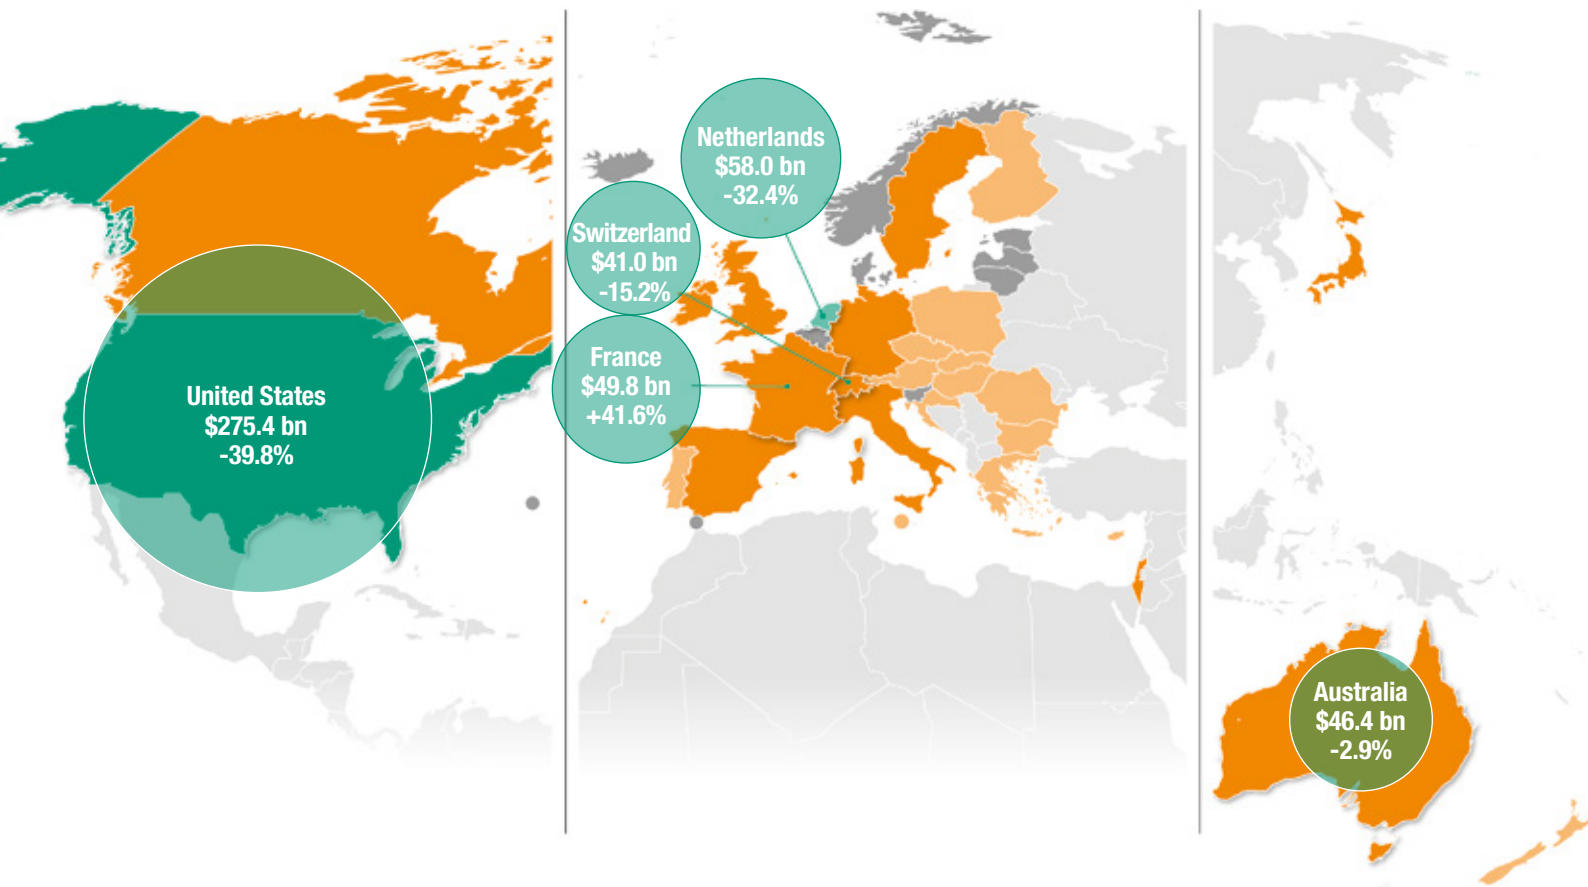 Netherlands
$58.0 bn
-32.4%
Switzerland
$41.0 bn
-15.2%
France
$49.8 bn
+41.6%
United States
$275.4 bn
-39.8%
Australia
$46.4 bn
-2.9%